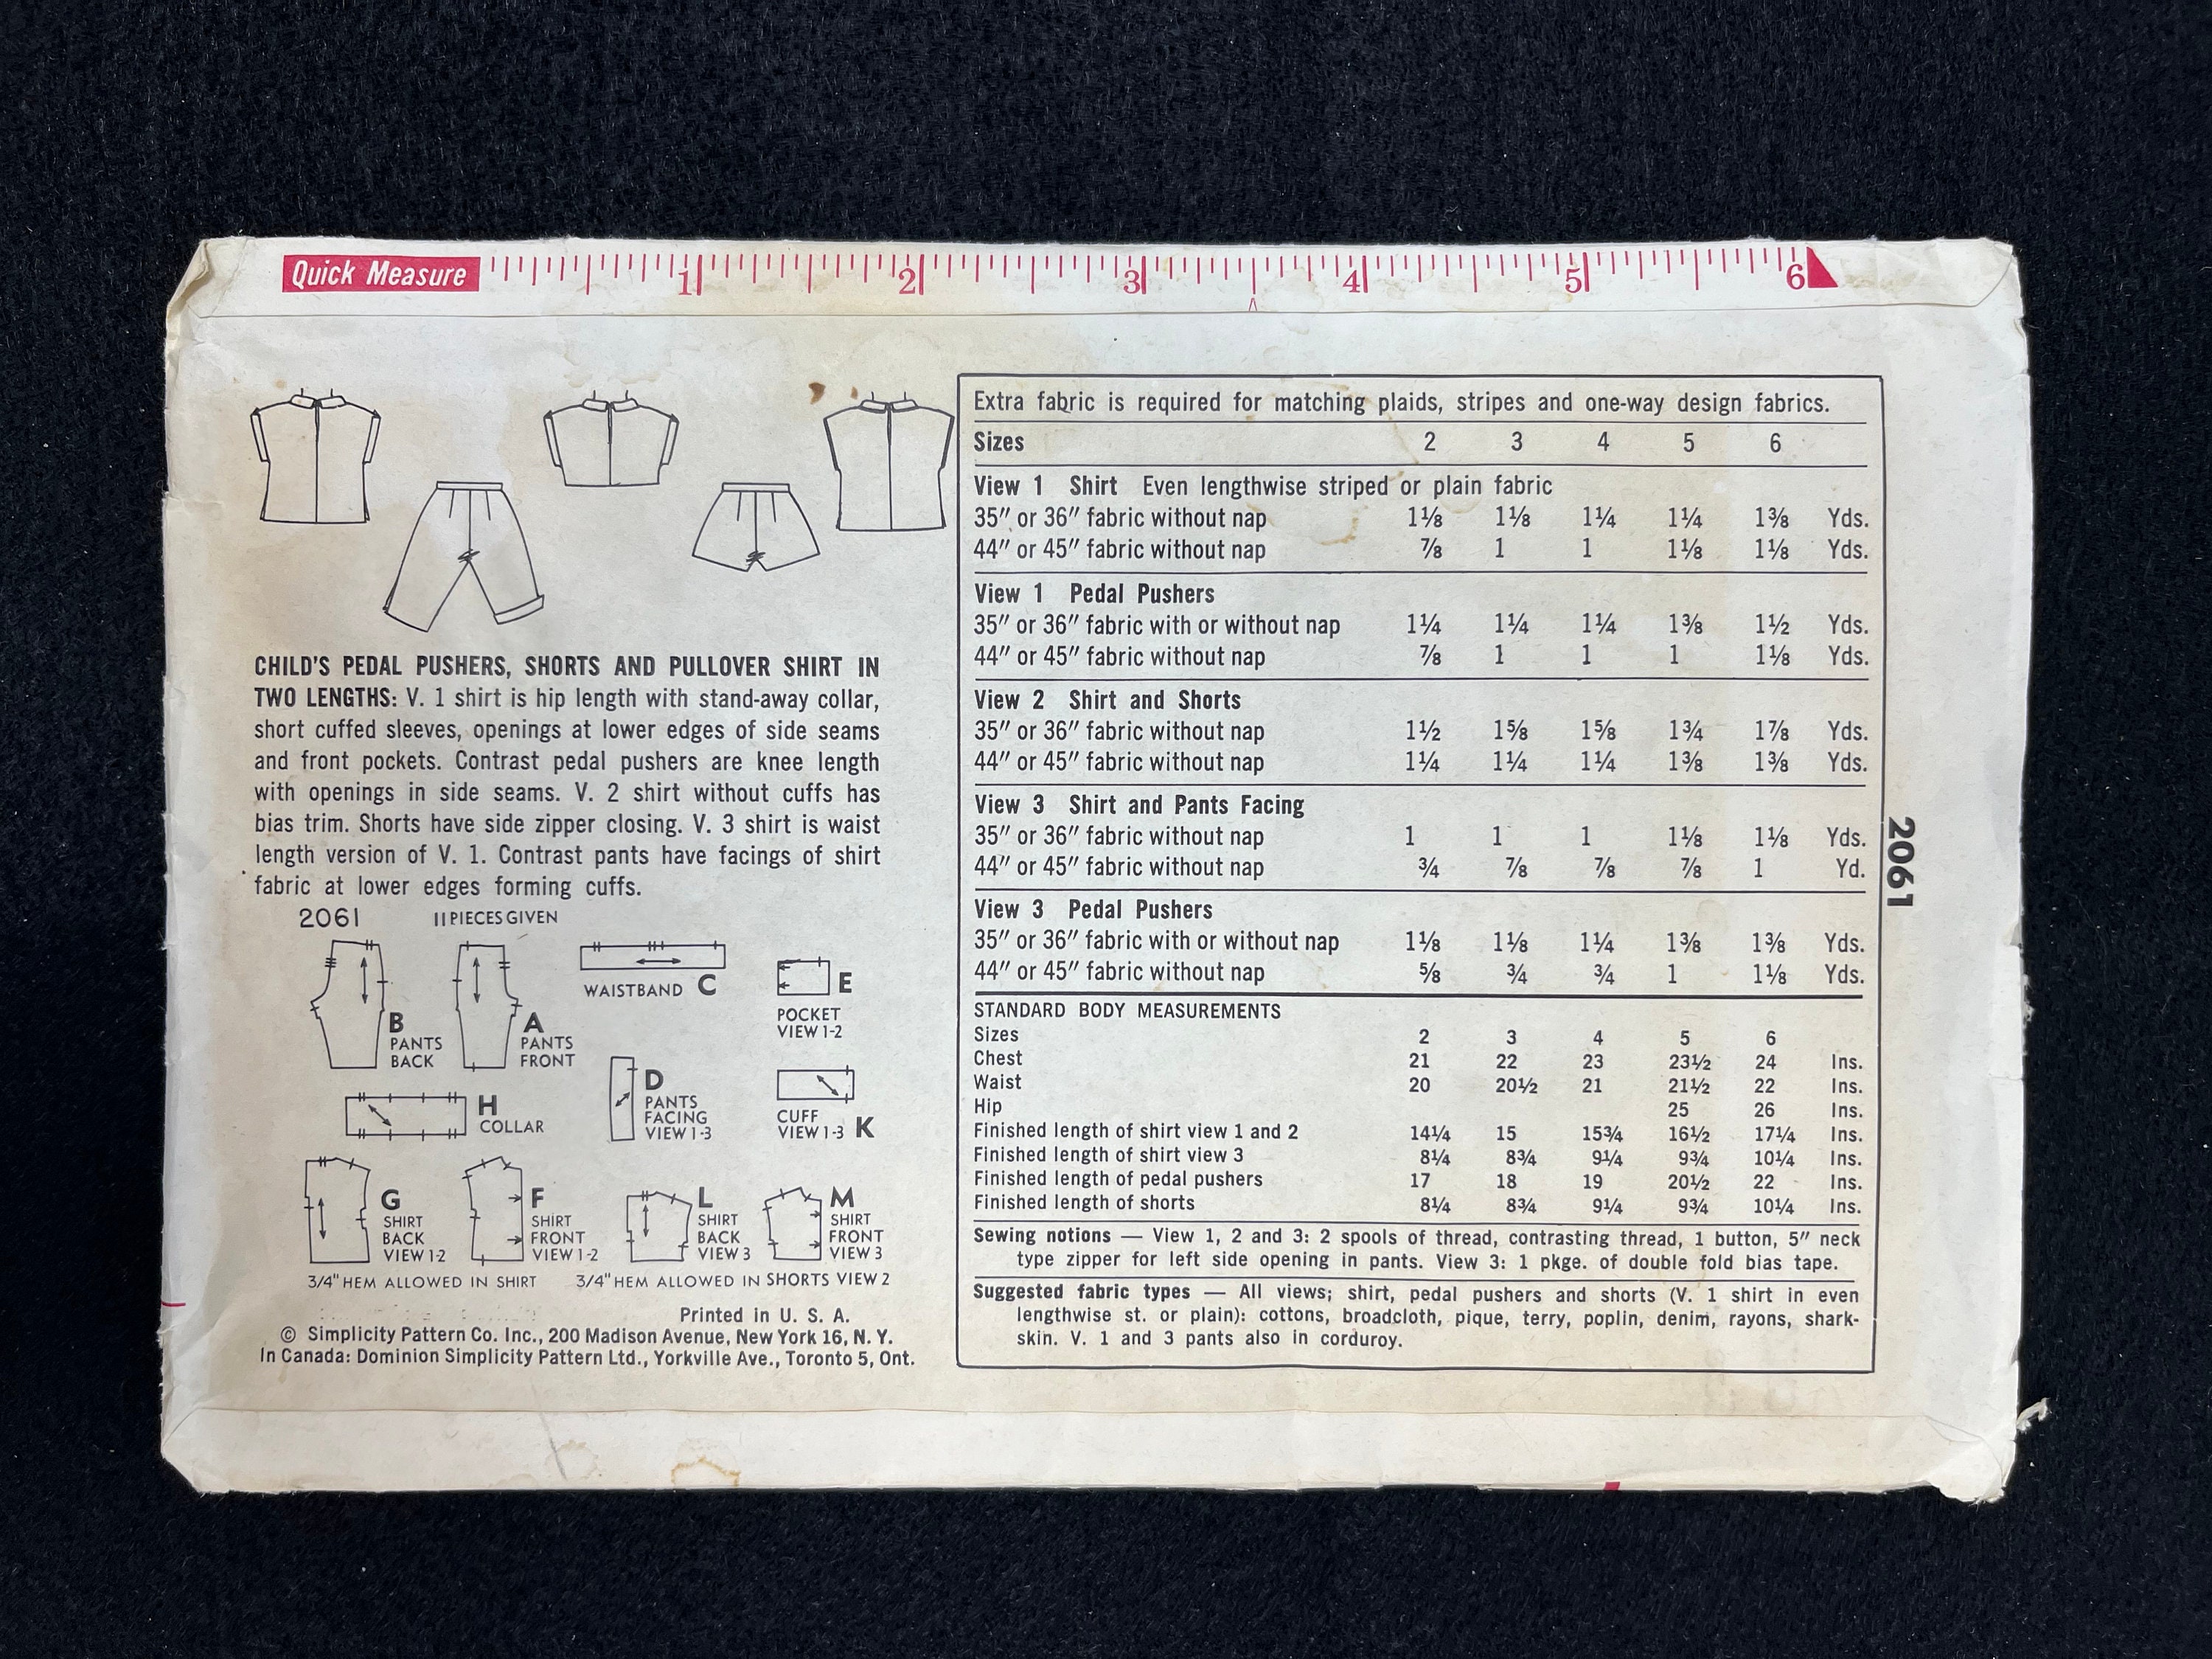 Quick Measure 1 2 3 4 5 6
CHILD'S PEDAL PUSHERS, SHORTS AND PULLOVER SHIRT IN
TWO LENGTHS: V. 1 shirt is hip length with stand-away collar,
short cuffed sleeves, openings at lower edges of side seams
and front pockets. Contrast pedal pushers are knee length
with openings in side seams. V. 2 shirt without cuffs has
bias trim. Shorts have side zipper closing. V. 3 shirt is waist
length version of V. 1. Contrast pants have facings of shirt
fabric at lower edges forming cuffs.
2061 11 PIECES GIVEN
B
PANTS
BACK
A
PANTS
FRONT
WAISTBAND C
E
POCKET
VIEW 1-2
H
COLLAR
D
PANTS
FACING
VIEW 1-3
CUFF
VIEW 1-3 K
G
SHIRT
BACK
VIEW 1-2
F
SHIRT
FRONT
VIEW 1-2
L
SHIRT
BACK
VIEW 3
M
SHIRT
FRONT
VIEW 3
3/4" HEM ALLOWED IN SHIRT 3/4" HEM ALLOWED IN SHORTS VIEW 2
Printed in U. S. A.
© Simplicity Pattern Co. Inc., 200 Madison Avenue, New York 16, N. Y.
In Canada: Dominion Simplicity Pattern Ltd., Yorkville Ave., Toronto 5, Ont.
Extra fabric is required for matching plaids, stripes and one-way design fabrics.
Sizes 2 3 4 5 6
View 1 Shirt Even lengthwise striped or plain fabric
35" or 36" fabric without nap 1⅛ 1⅛ 1¼ 1¼ 1⅜ Yds.
44" or 45" fabric without nap ⅞ 1 1 1⅛ 1⅛ Yds.
View 1 Pedal Pushers
35" or 36" fabric with or without nap 1¼ 1¼ 1¼ 1⅜ 1½ Yds.
44" or 45" fabric without nap ⅞ 1 1 1 1⅛ Yds.
View 2 Shirt and Shorts
35" or 36" fabric without nap 1½ 1⅝ 1⅝ 1¾ 1⅞ Yds.
44" or 45" fabric without nap 1¼ 1¼ 1¼ 1⅜ 1⅜ Yds.
View 3 Shirt and Pants Facing
35" or 36" fabric without nap 1 1 1 1⅛ 1⅛ Yds.
44" or 45" fabric without nap ¾ ⅞ ⅞ ⅞ 1 Yd.
View 3 Pedal Pushers
35" or 36" fabric with or without nap 1⅛ 1⅛ 1¼ 1⅜ 1⅜ Yds.
44" or 45" fabric without nap ⅝ ¾ ¾ 1 1⅛ Yds.
STANDARD BODY MEASUREMENTS
Sizes 2 3 4 5 6
Chest 21 22 23 23½ 24 Ins.
Waist 20 20½ 21 21½ 22 Ins.
Hip 25 26 Ins.
Finished length of shirt view 1 and 2 14¼ 15 15¾ 16½ 17¼ Ins.
Finished length of shirt view 3 8¼ 8¾ 9¼ 9¾ 10¼ Ins.
Finished length of pedal pushers 17 18 19 20½ 22 Ins.
Finished length of shorts 8¼ 8¾ 9¼ 9¾ 10¼ Ins.
Sewing notions — View 1, 2 and 3: 2 spools of thread, contrasting thread, 1 button, 5" neck
type zipper for left side opening in pants. View 3: 1 pkge. of double fold bias tape.
Suggested fabric types — All views; shirt, pedal pushers and shorts (V. 1 shirt in even
lengthwise st. or plain): cottons, broadcloth, pique, terry, poplin, denim, rayons, shark-
skin. V. 1 and 3 pants also in corduroy.
2061